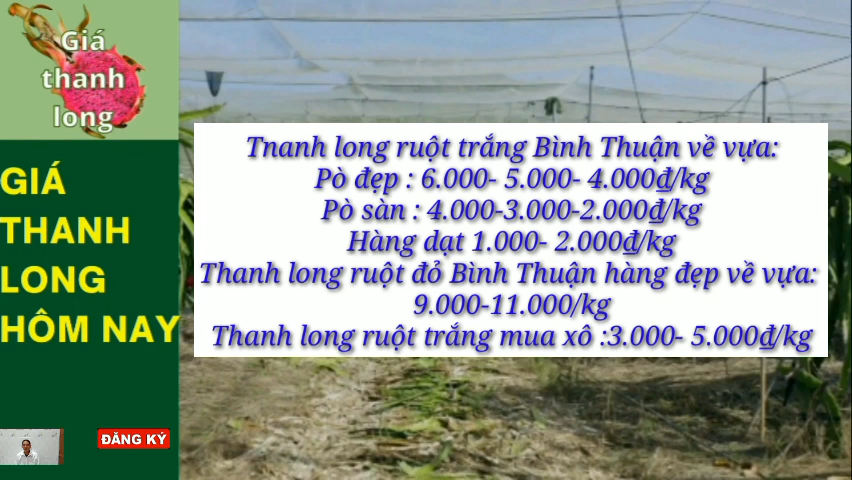 Giá
thanh
long
GIÁ
THANH
LONG
HÔM NAY
ĐĂNG KÝ
Tnanh long ruột trắng Bình Thuận về vựa:
Pò đẹp : 6.000- 5.000- 4.000₫/kg
Pò sàn : 4.000-3.000-2.000₫/kg
Hàng dạt 1.000- 2.000₫/kg
Thanh long ruột đỏ Bình Thuận hàng đẹp về vựa:
9.000-11.000/kg
Thanh long ruột trắng mua xô :3.000- 5.000₫/kg